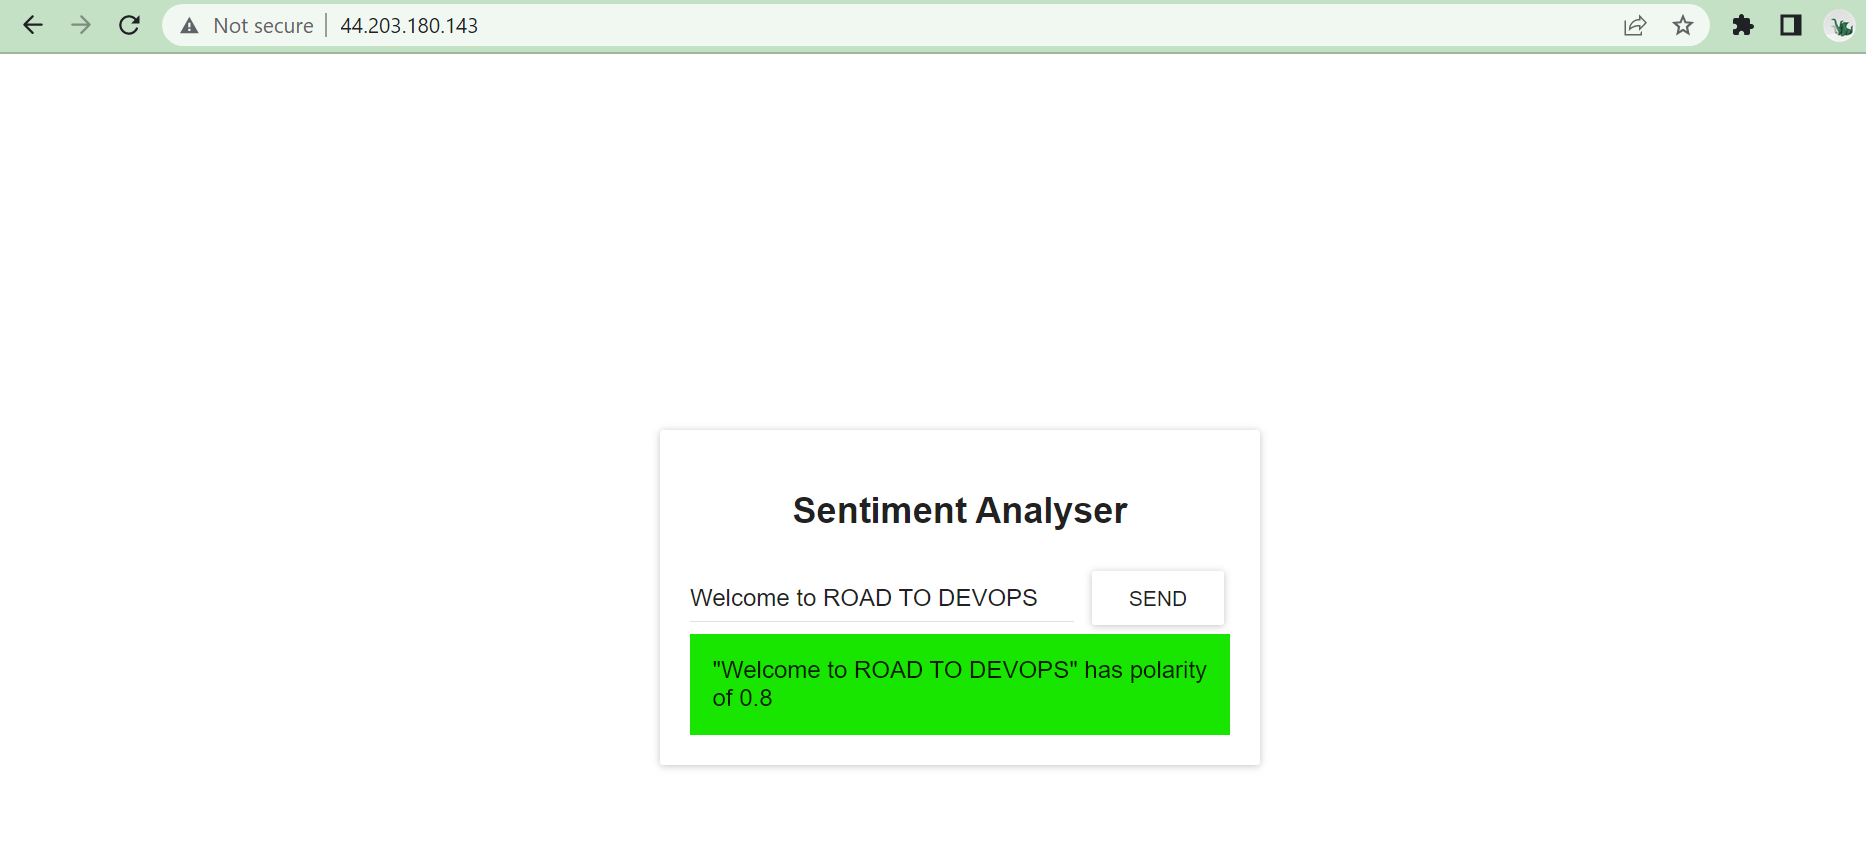 Not secure
44.203.180.143
Sentiment Analyser
Welcome to ROAD TO DEVOPS
SEND
"Welcome to ROAD TO DEVOPS" has polarity
of 0.8